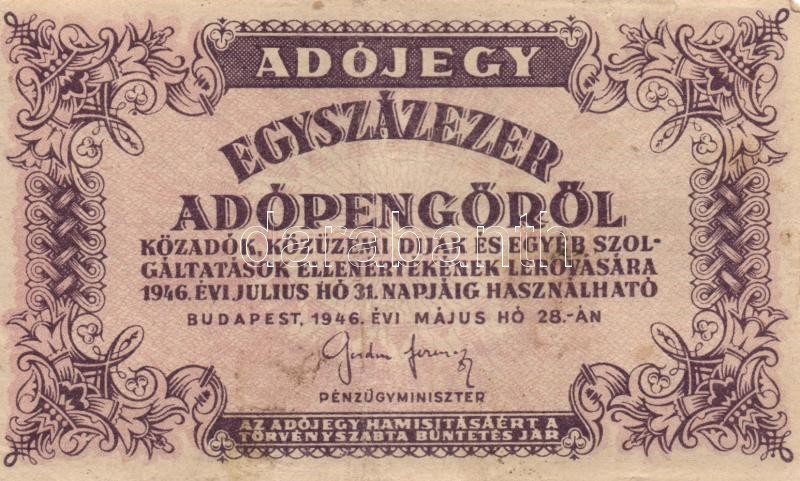 ADÓJEGY
EGYSZÁZEZER
ADÓPENGŐRŐL
KÖZADÓK, KÖZÜZEMI DIJAK ÉS EGYÉB SZOL-
GÁLTATÁSOK ELLENÉRTÉKÉNEK LERÓVÁSÁRA
1946. ÉVI JULIUS HÓ 31. NAPJÁIG HASZNÁLHATÓ
BUDAPEST, 1946. ÉVI MÁJUS HÓ 28.-ÁN
PÉNZÜGYMINISZTER
AZ ADÓJEGY HAMISITÁSÁÉRT A
TÖRVÉNYSZABTA BÜNTETÉS JÁR
darabanth